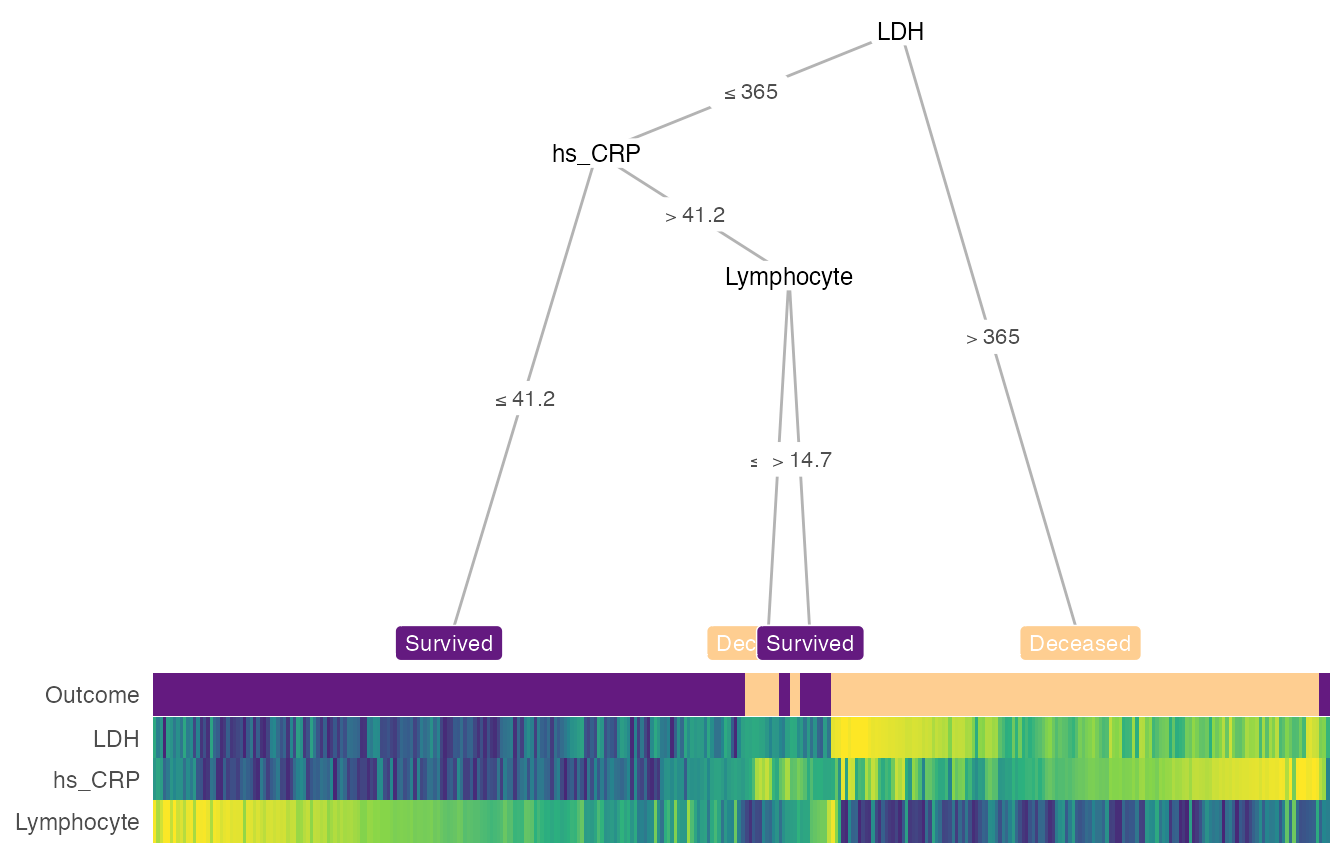 LDH
≤ 365
hs_CRP
> 41.2
Lymphocyte
> 365
≤ 41.2
≤ > 14.7
Survived
Survived
Deceased
Outcome
LDH
hs_CRP
Lymphocyte